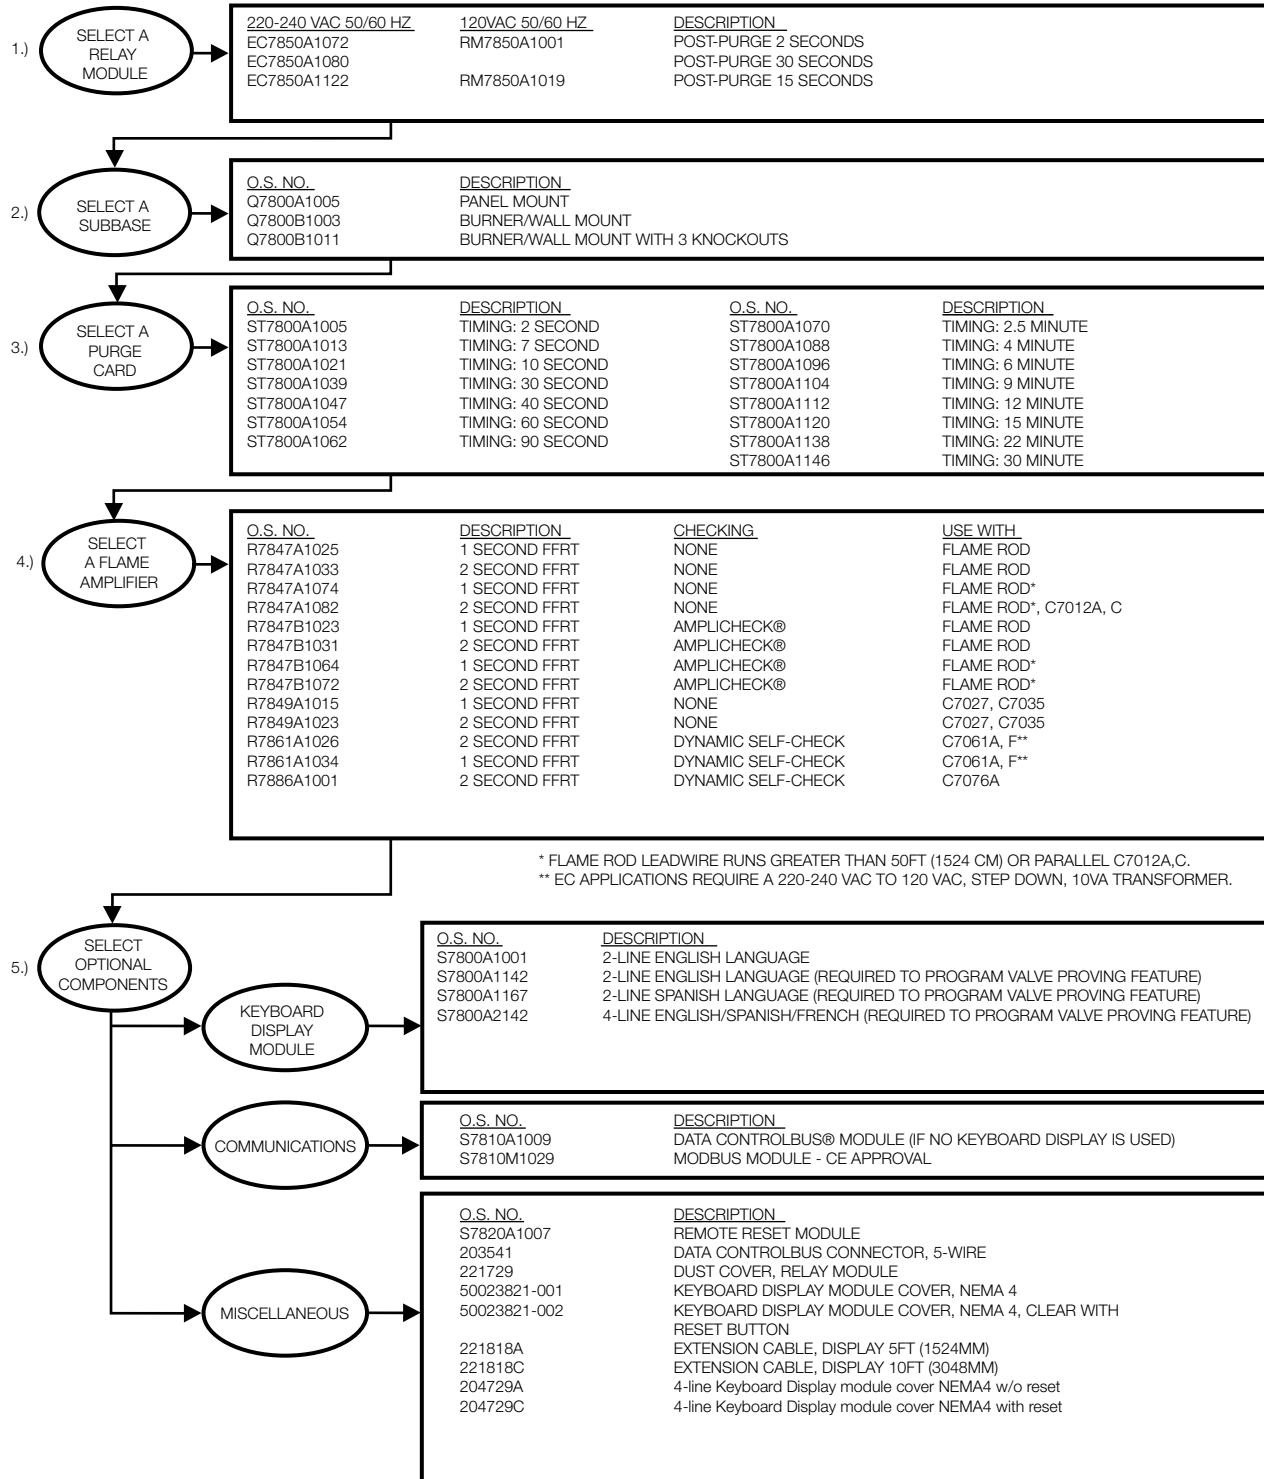 1.)
SELECT A
RELAY
MODULE
220-240 VAC 50/60 HZ 120VAC 50/60 HZ DESCRIPTION
EC7850A1072 RM7850A1001 POST-PURGE 2 SECONDS
EC7850A1080 POST-PURGE 30 SECONDS
EC7850A1122 RM7850A1019 POST-PURGE 15 SECONDS
2.)
SELECT A
SUBBASE
O.S. NO. DESCRIPTION
Q7800A1005 PANEL MOUNT
Q7800B1003 BURNER/WALL MOUNT
Q7800B1011 BURNER/WALL MOUNT WITH 3 KNOCKOUTS
3.)
SELECT A
PURGE
CARD
O.S. NO. DESCRIPTION O.S. NO. DESCRIPTION
ST7800A1005 TIMING: 2 SECOND ST7800A1070 TIMING: 2.5 MINUTE
ST7800A1013 TIMING: 7 SECOND ST7800A1088 TIMING: 4 MINUTE
ST7800A1021 TIMING: 10 SECOND ST7800A1096 TIMING: 6 MINUTE
ST7800A1039 TIMING: 30 SECOND ST7800A1104 TIMING: 9 MINUTE
ST7800A1047 TIMING: 40 SECOND ST7800A1112 TIMING: 12 MINUTE
ST7800A1054 TIMING: 60 SECOND ST7800A1120 TIMING: 15 MINUTE
ST7800A1062 TIMING: 90 SECOND ST7800A1138 TIMING: 22 MINUTE
ST7800A1146 TIMING: 30 MINUTE
4.)
SELECT
A FLAME
AMPLIFIER
O.S. NO. DESCRIPTION CHECKING USE WITH
R7847A1025 1 SECOND FFRT NONE FLAME ROD
R7847A1033 2 SECOND FFRT NONE FLAME ROD
R7847A1074 1 SECOND FFRT NONE FLAME ROD*
R7847A1082 2 SECOND FFRT NONE FLAME ROD*, C7012A, C
R7847B1023 1 SECOND FFRT AMPLICHECK® FLAME ROD
R7847B1031 2 SECOND FFRT AMPLICHECK® FLAME ROD
R7847B1064 1 SECOND FFRT AMPLICHECK® FLAME ROD*
R7847B1072 2 SECOND FFRT AMPLICHECK® FLAME ROD*
R7849A1015 1 SECOND FFRT NONE C7027, C7035
R7849A1023 2 SECOND FFRT NONE C7027, C7035
R7861A1026 2 SECOND FFRT DYNAMIC SELF-CHECK C7061A, F**
R7861A1034 1 SECOND FFRT DYNAMIC SELF-CHECK C7061A, F**
R7886A1001 2 SECOND FFRT DYNAMIC SELF-CHECK C7076A
* FLAME ROD LEADWIRE RUNS GREATER THAN 50FT (1524 CM) OR PARALLEL C7012A,C.
** EC APPLICATIONS REQUIRE A 220-240 VAC TO 120 VAC, STEP DOWN, 10VA TRANSFORMER.
5.)
SELECT
OPTIONAL
COMPONENTS
KEYBOARD
DISPLAY
MODULE
O.S. NO. DESCRIPTION
S7800A1001 2-LINE ENGLISH LANGUAGE
S7800A1142 2-LINE ENGLISH LANGUAGE (REQUIRED TO PROGRAM VALVE PROVING FEATURE)
S7800A1167 2-LINE SPANISH LANGUAGE (REQUIRED TO PROGRAM VALVE PROVING FEATURE)
S7800A2142 4-LINE ENGLISH/SPANISH/FRENCH (REQUIRED TO PROGRAM VALVE PROVING FEATURE)
COMMUNICATIONS
O.S. NO. DESCRIPTION
S7810A1009 DATA CONTROLBUS® MODULE (IF NO KEYBOARD DISPLAY IS USED)
S7810M1029 MODBUS MODULE - CE APPROVAL
MISCELLANEOUS
O.S. NO. DESCRIPTION
S7820A1007 REMOTE RESET MODULE
203541 DATA CONTROLBUS CONNECTOR, 5-WIRE
221729 DUST COVER, RELAY MODULE
50023821-001 KEYBOARD DISPLAY MODULE COVER, NEMA 4
50023821-002 KEYBOARD DISPLAY MODULE COVER, NEMA 4, CLEAR WITH
RESET BUTTON
221818A EXTENSION CABLE, DISPLAY 5FT (1524MM)
221818C EXTENSION CABLE, DISPLAY 10FT (3048MM)
204729A 4-line Keyboard Display module cover NEMA4 w/o reset
204729C 4-line Keyboard Display module cover NEMA4 with reset